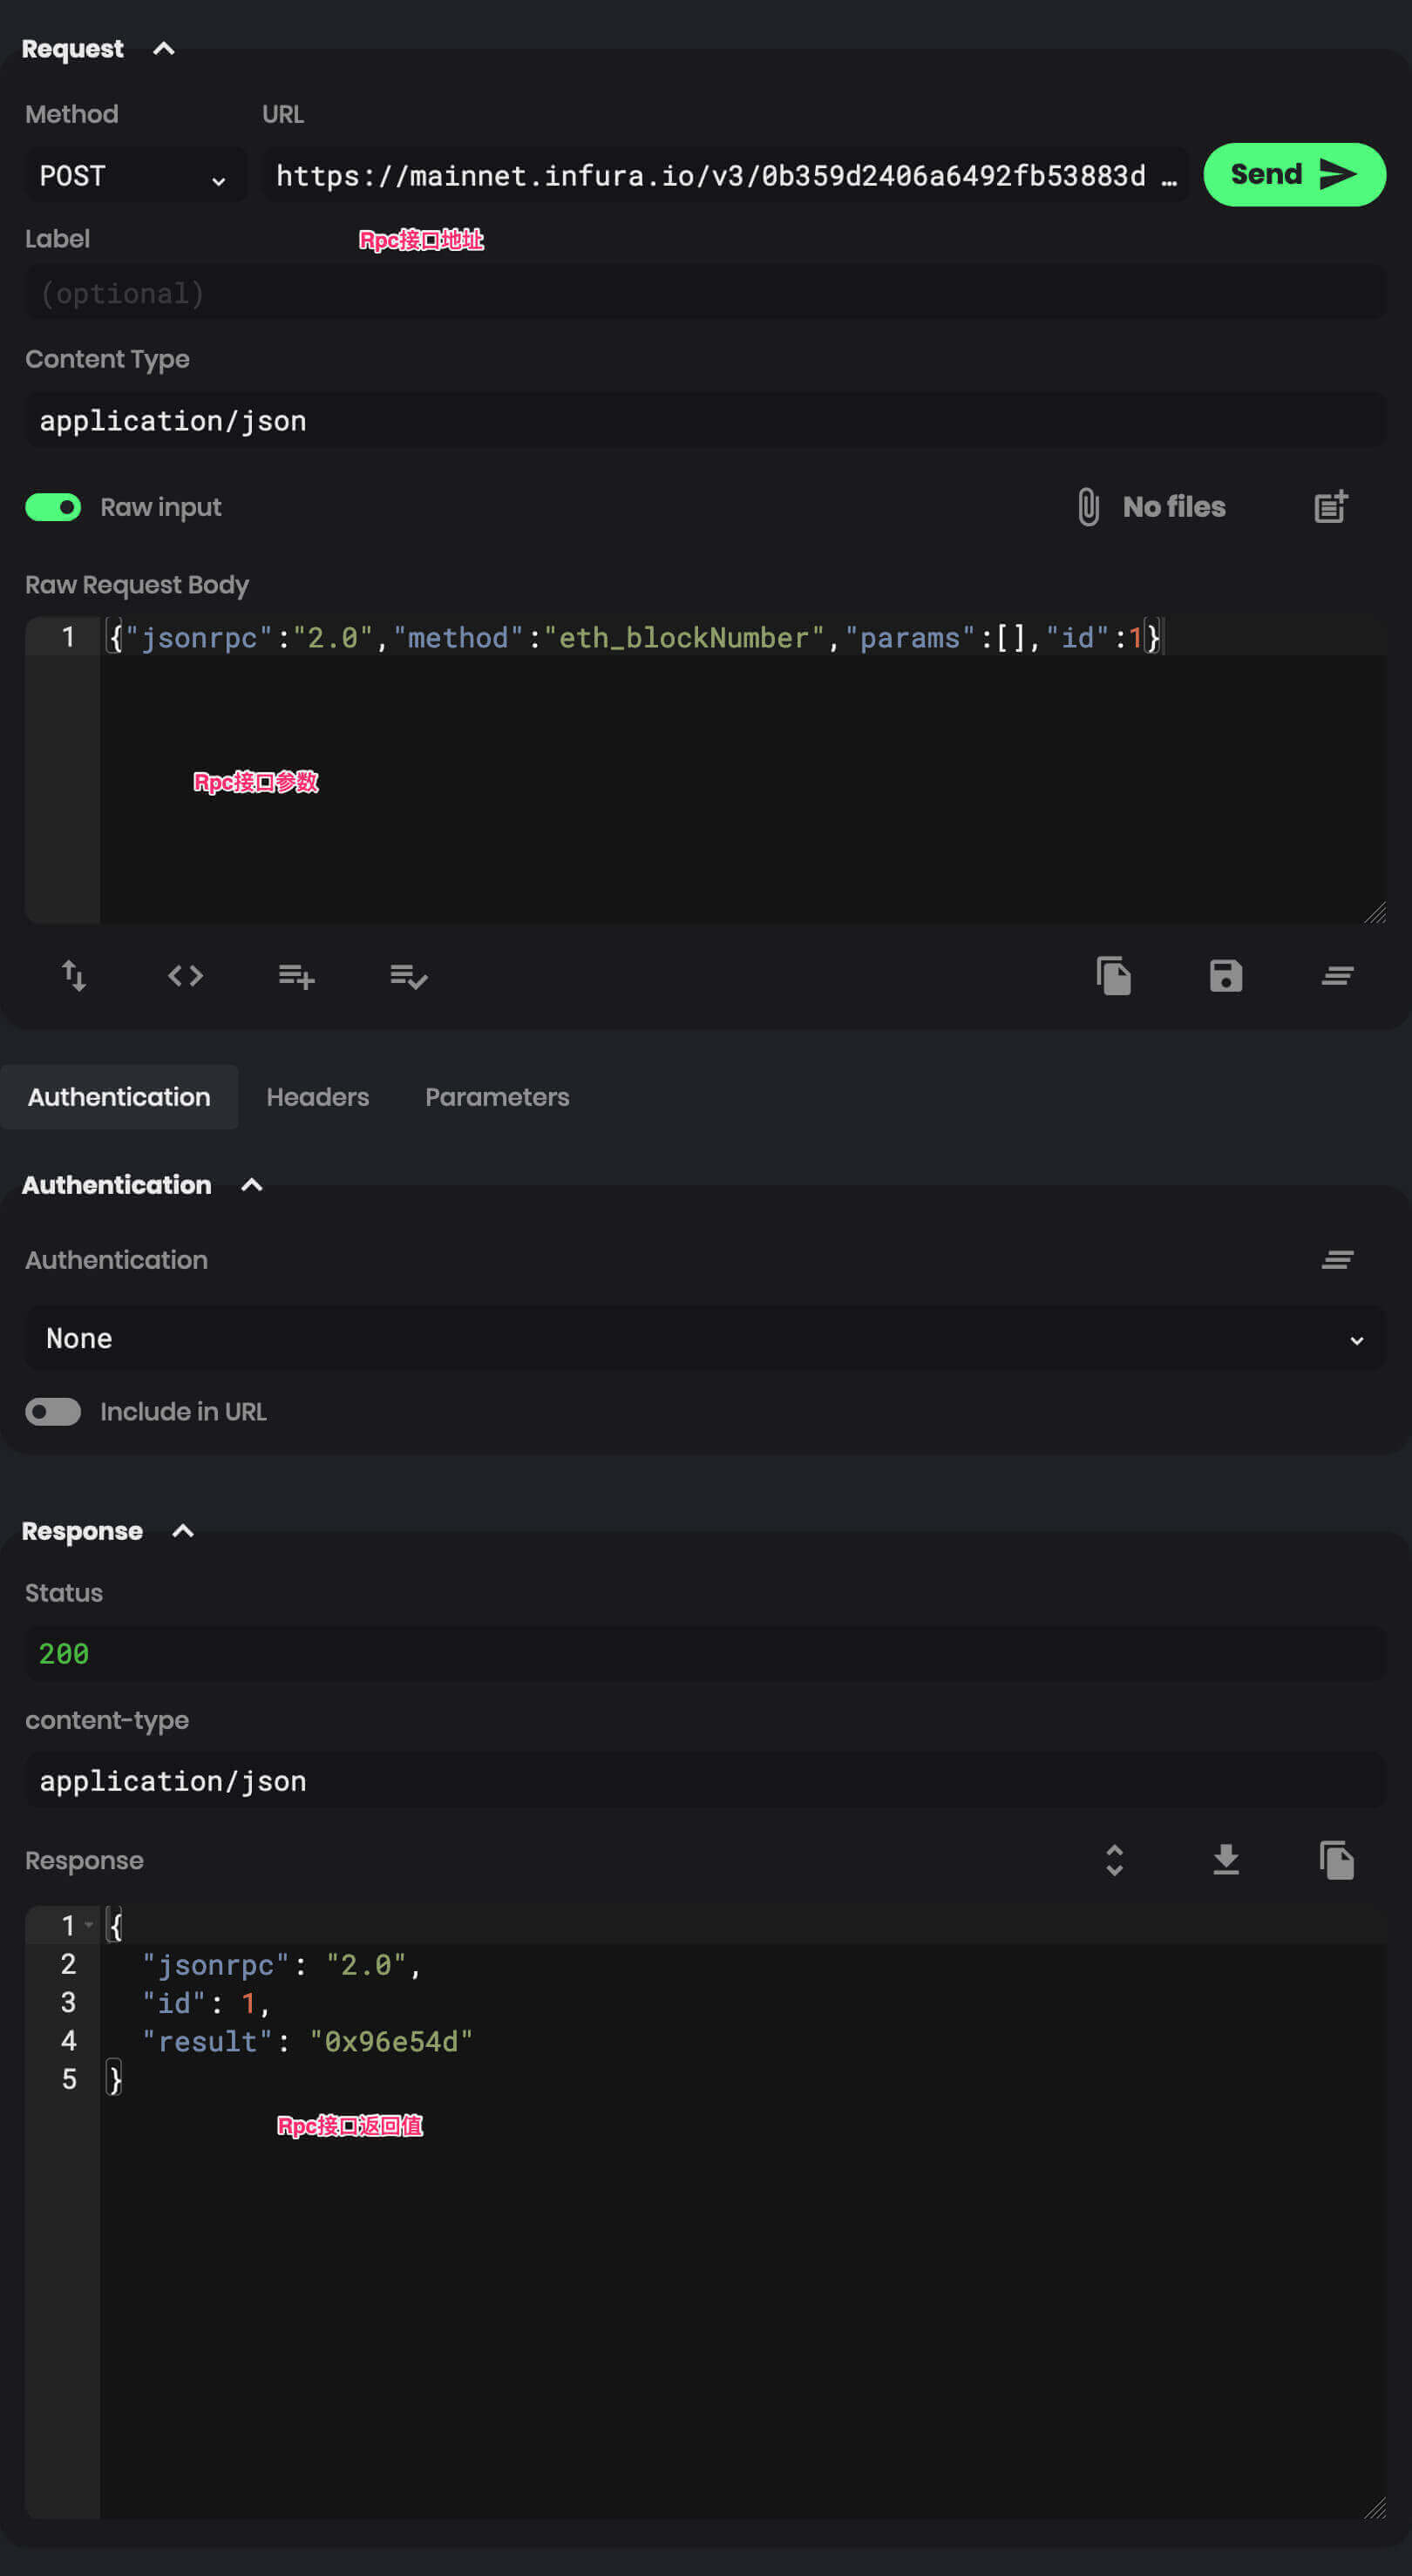 Request
Method URL
POST https://mainnet.infura.io/v3/0b359d2406a6492fb53883d … Send
Label Rpc接口地址
(optional)
Content Type
application/json
Raw input No files
Raw Request Body
1 {"jsonrpc":"2.0","method":"eth_blockNumber","params":[],"id":1}
Rpc接口参数
Authentication Headers Parameters
Authentication
Authentication
None
Include in URL
Response
Status
200
content-type
application/json
Response
1 {
2 "jsonrpc": "2.0",
3 "id": 1,
4 "result": "0x96e54d"
5 }
Rpc接口返回值